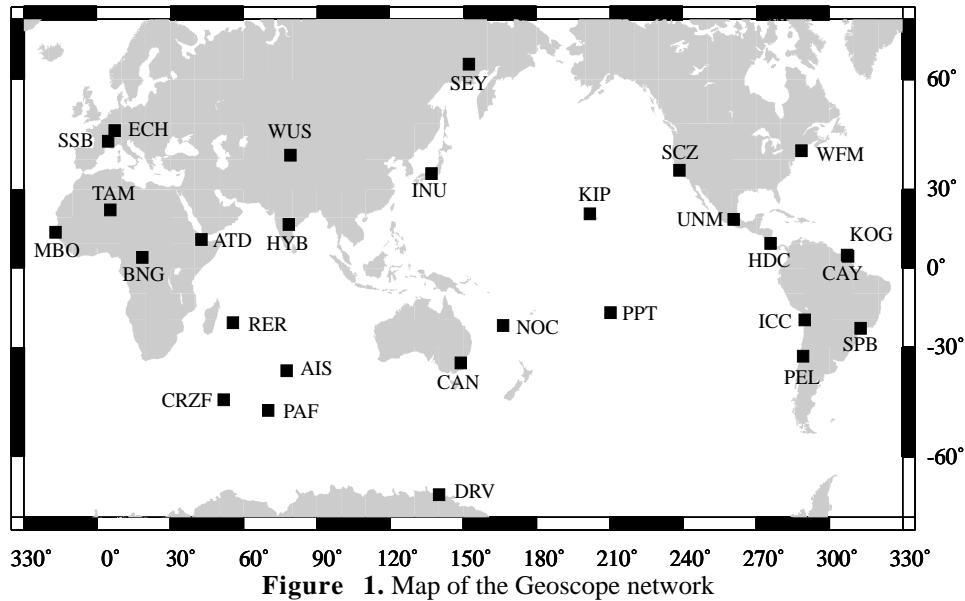 SEY
60°
SSB
ECH
WUS
SCZ
WFM
INU
30°
TAM
KIP
UNM
MBO
ATD
HYB
KOG
BNG
HDC
CAY
0°
RER
NOC
PPT
ICC
SPB
-30°
AIS
CAN
PEL
CRZF
PAF
-60°
DRV
330° 0° 30° 60° 90° 120° 150° 180° 210° 240° 270° 300° 330°
Figure 1. Map of the Geoscope network